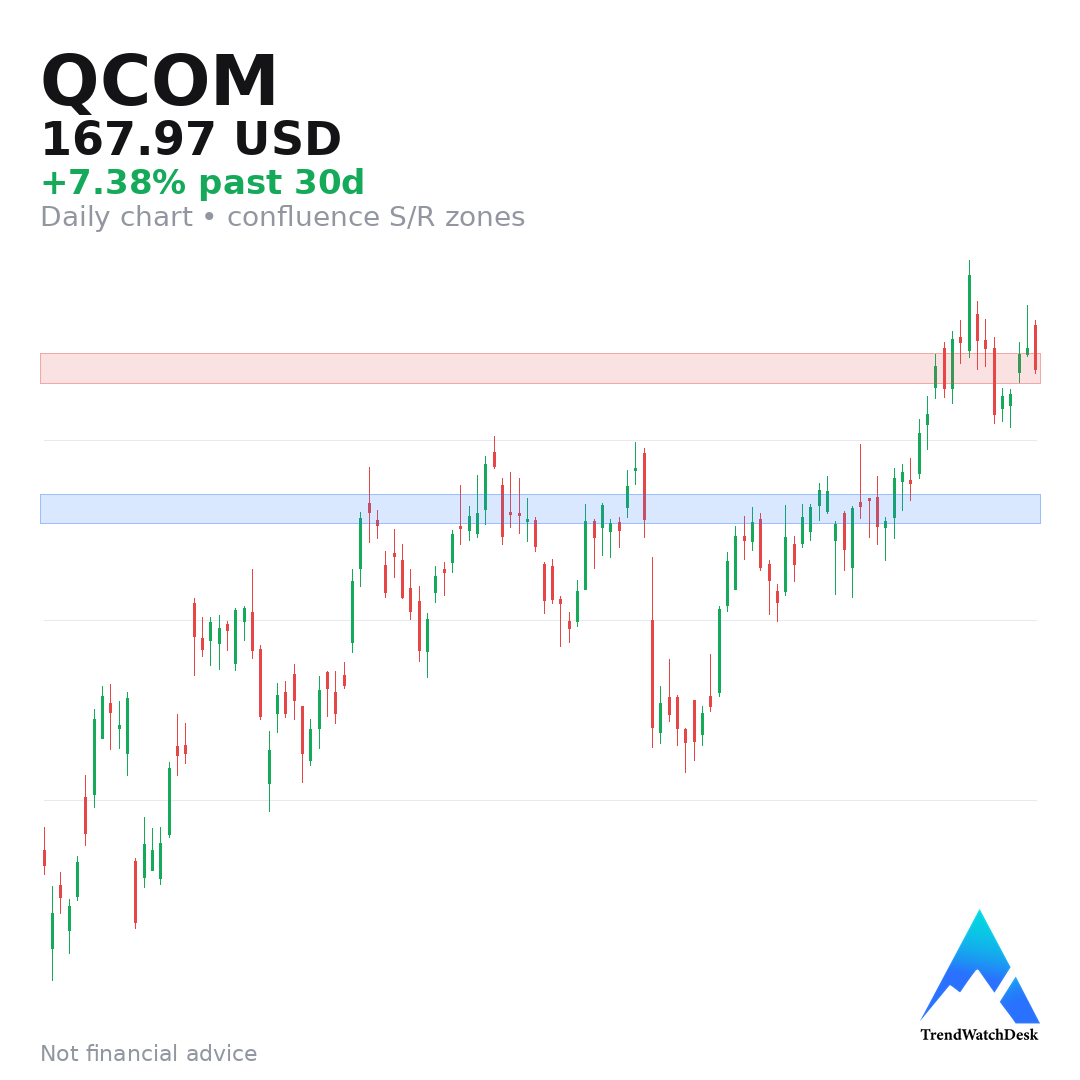 QCOM
167.97 USD
+7.38% past 30d
Daily chart • confluence S/R zones
TrendWatchDesk
Not financial advice